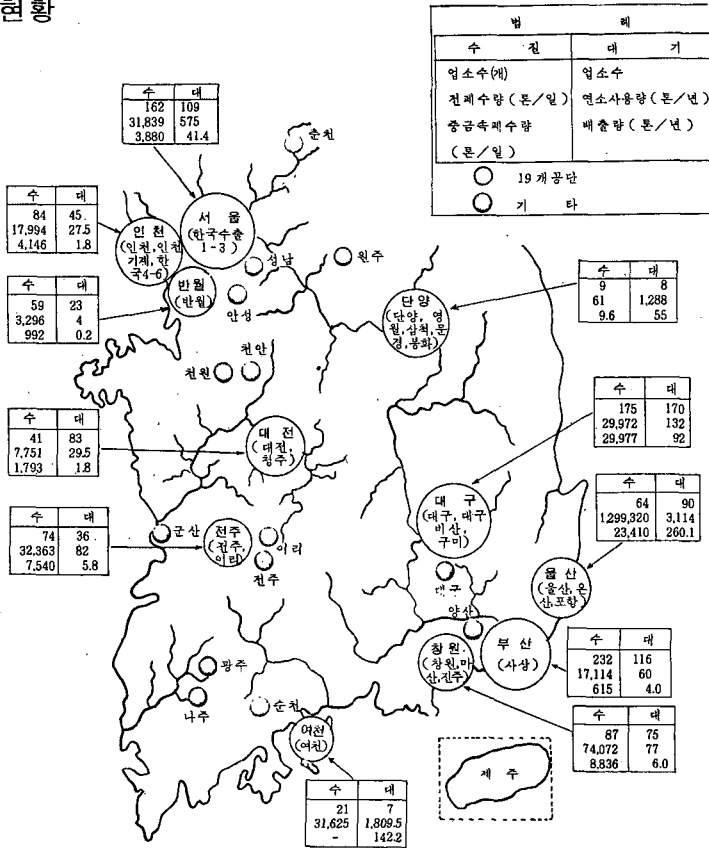 현황
범 례
수 질 대 기
업소수(개) 업소수
전폐수량(톤/일) 연소사용량(톤/년)
중금속폐수량 배출량(톤/년)
(톤/일)
19개공단
기 타
수 대
162 109
31,839 575
3,880 41.4
춘천
수 대
84 45.
17,994 27.5
4,146 1.8
인천
(인천,인천
기계,한
국4-6)
서울
(한국수출
1-3)
성남
원주
수 대
59 23
3,296 4
992 0.2
반월
(반월)
안성
단양
(단양, 영
월,삼척,문
경,봉화)
수 대
9 8
61 1,288
9.6 55
천안
천원
수 대
175 170
29,972 132
29,977 92
수 대
41 83
7,751 29.5
1,793 1.8
대전
(대전,
청주)
대구
(대구,대구
비산,
구미)
수 대
64 90
1,299,320 3,114
23,410 260.1
수 대
74 36
32,363 82
7,540 5.8
군산
전주
(전주,
이리)
이리
전주
대구
울산
(울산,온
산,포항)
양산
창원.
(창원,마
산,진주)
부산
(사상)
수 대
232 116
17,114 60
615 4.0
광주
나주
순천
여천
(여천)
수 대
87 75
74,072 77
8,836 6.0
제주
수 대
21 7
31,625 1,809.5
- 142.2